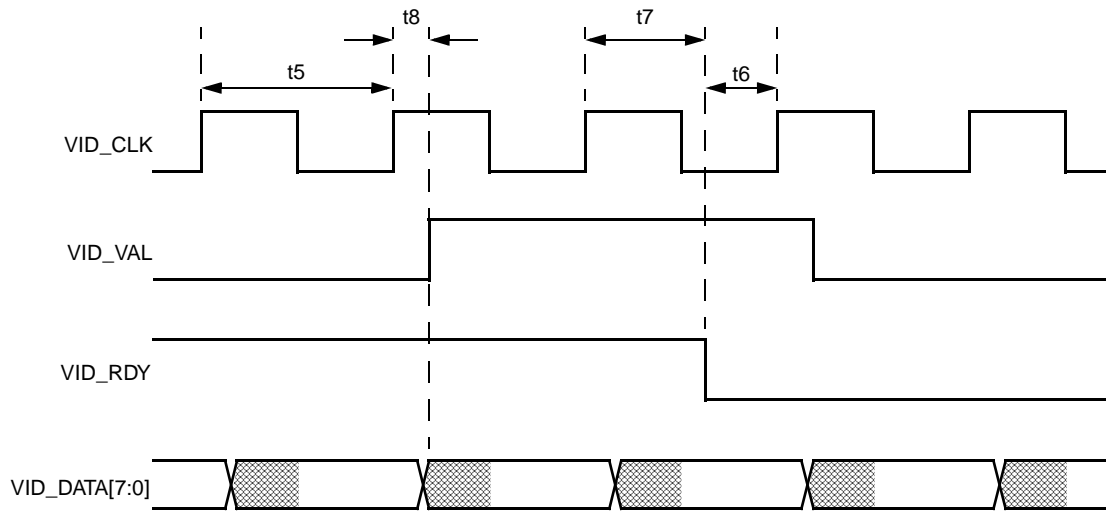 t8
t7
t5
t6
VID_CLK
VID_VAL
VID_RDY
VID_DATA[7:0]